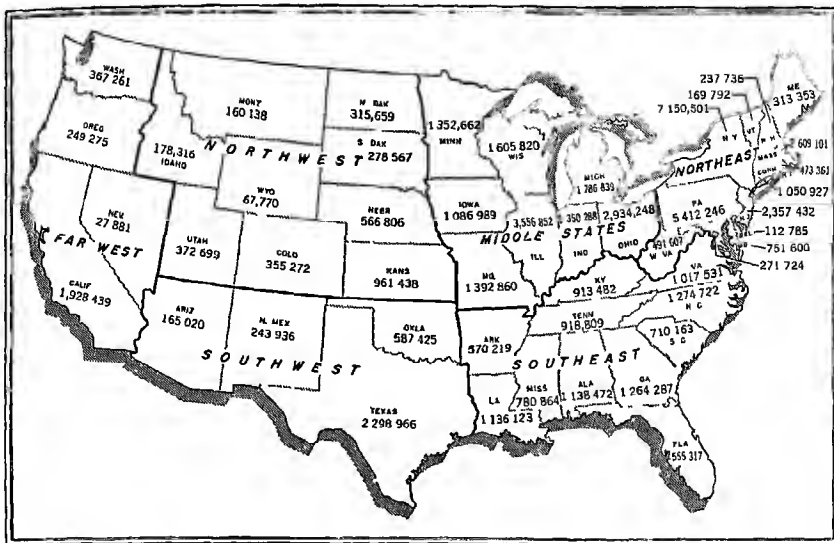 WASH
367 261
OREG
249 275
MONT
160 138
178,316
IDAHO
NORTHWEST
WYO
67,770
N DAK
315,659
S DAK
278 567
NEBR
566 806
KANS
961 438
1 352,662
MINN
1 605 820
WIS
MICH
1 786 839
IOWA
1 086 989
3,556 852
ILL
350 288
IND
2,934,248
OHIO
MIDDLE STATES
MO
1 392 860
FAR WEST
NEV
27 881
CALIF
1,928 439
UTAH
372 699
COLO
355 272
ARIZ
165 020
N. MEX
243 936
SOUTHWEST
OKLA
587 425
TEXAS
2 298 966
ARK
570 219
LA
1 136 123
MISS
780 864
ALA
1 138 472
GA
1 264 287
FLA
555 317
SOUTHEAST
TENN
918,809
KY
913 482
491 607
W VA
VA
1 017 531
1 274 722
N C
710 163
S C
PA
5 412 246
NORTHEAST
237 736
169 792
7 150,501
N Y
VT
N H
ME
313 353
MASS
2 609 101
CONN
R I
473 361
1 050 927
2,357 432
112 785
751 600
271 724